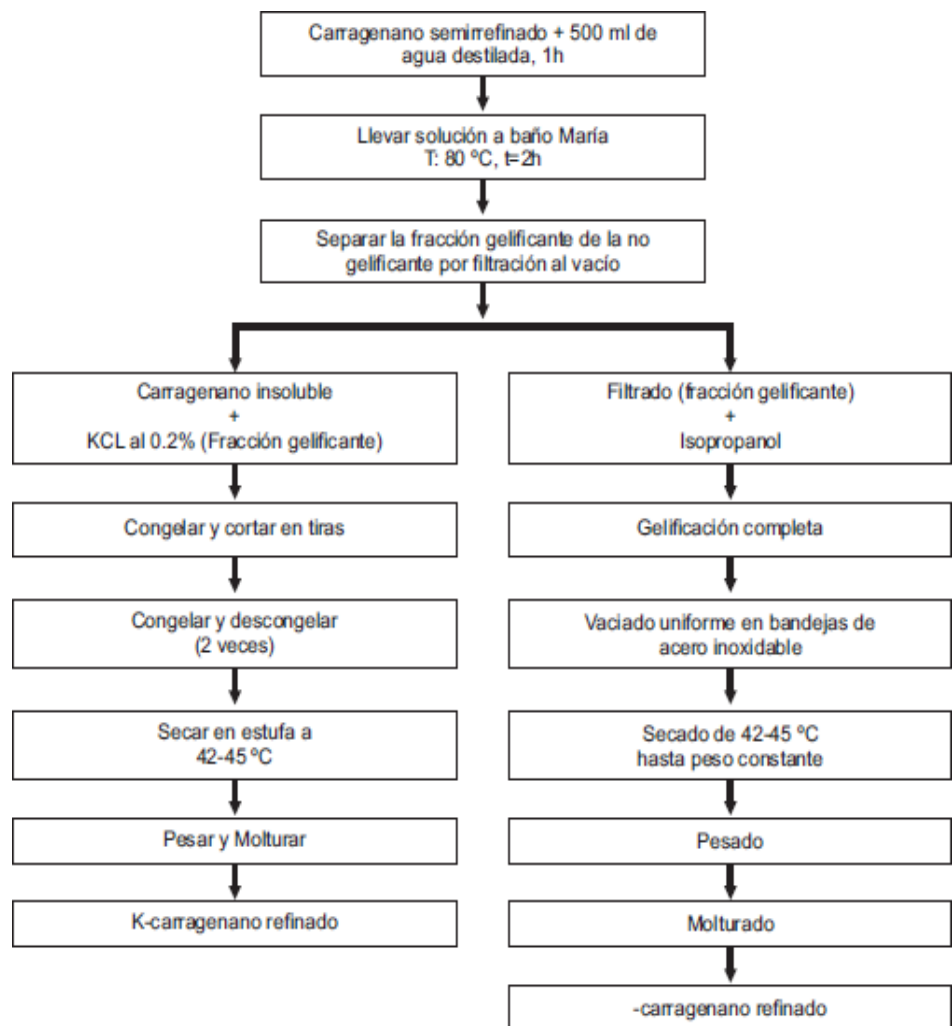 Carragenano semirrefinado + 500 ml de
agua destilada, 1h
Llevar solución a baño María
T: 80 ºC, t=2h
Separar la fracción gelificante de la no
gelificante por filtración al vacío
Carragenano insoluble
+
KCL al 0.2% (Fracción gelificante)
Congelar y cortar en tiras
Congelar y descongelar
(2 veces)
Secar en estufa a
42-45 ºC
Pesar y Molturar
K-carragenano refinado
Filtrado (fracción gelificante)
+
Isopropanol
Gelificación completa
Vaciado uniforme en bandejas de
acero inoxidable
Secado de 42-45 ºC
hasta peso constante
Pesado
Molturado
-carragenano refinado